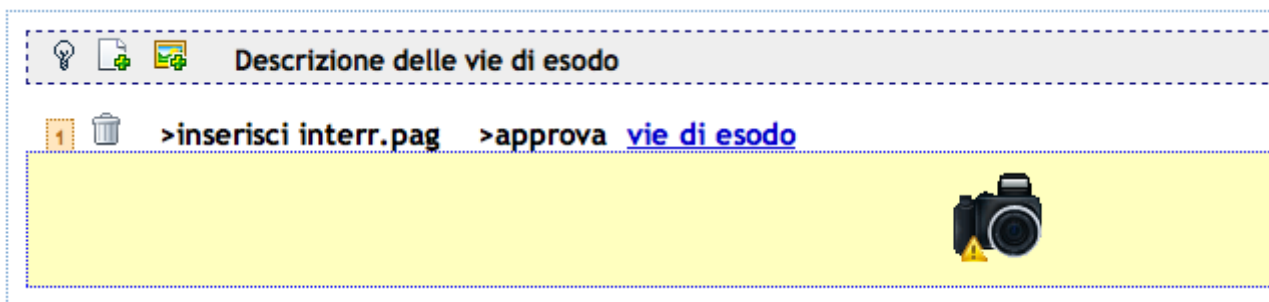 Descrizione delle vie di esodo
1 >inserisci interr.pag >approva vie di esodo